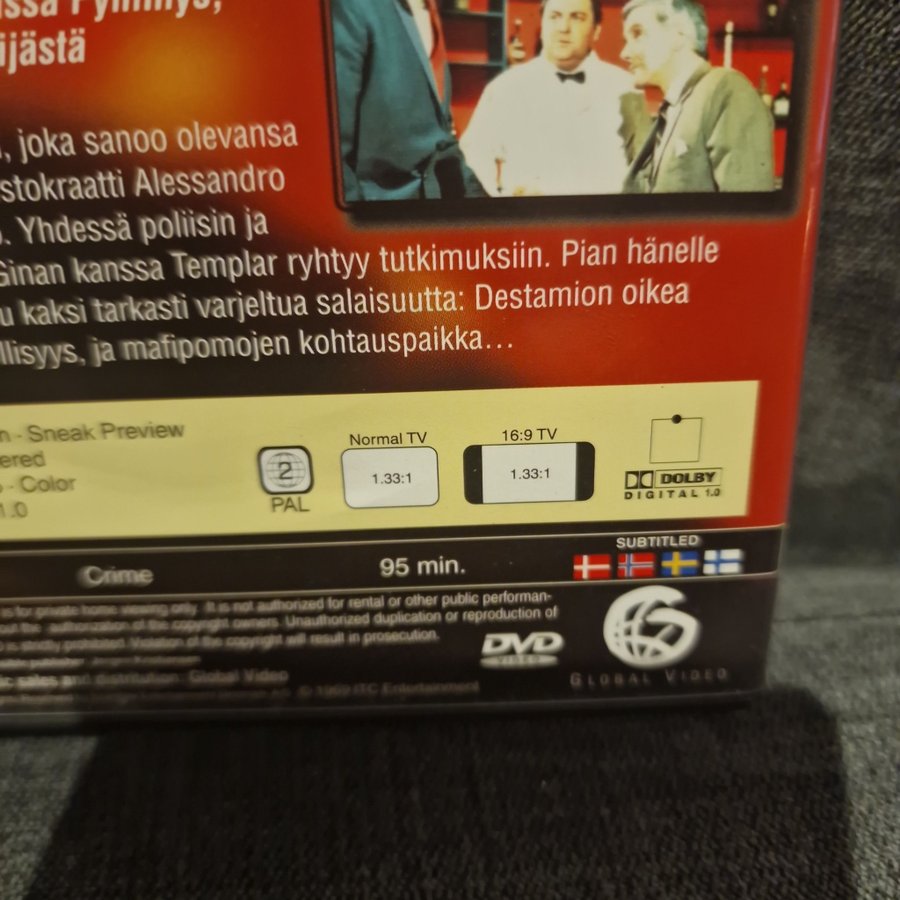 ijästä
, joka sanoo olevansa
stokraatti Alessandro
. Yhdessä poliisin ja
Ginan kanssa Templar ryhtyy tutkimuksiin. Pian hänelle
u kaksi tarkasti varjeltua salaisuutta: Destamion oikea
llisyys, ja mafipomojen kohtauspaikka...
n - Sneak Preview
ered
- Color
1.0
2
PAL
Normal TV
1.33:1
16:9 TV
1.33:1
DOLBY
DIGITAL 1.0
SUBTITLED
Crime
95 min.
is for private home viewing only. It is not authorized for rental or other public performan-
out the authorization of the copyright owners. Unauthorized duplication or reproduction of
is strictly prohibited. Violation of the copyright will result in prosecution.
sales and distribution: Global Video
© 1969 ITC Entertainment
DVD
VIDEO
GLOBAL VIDEO